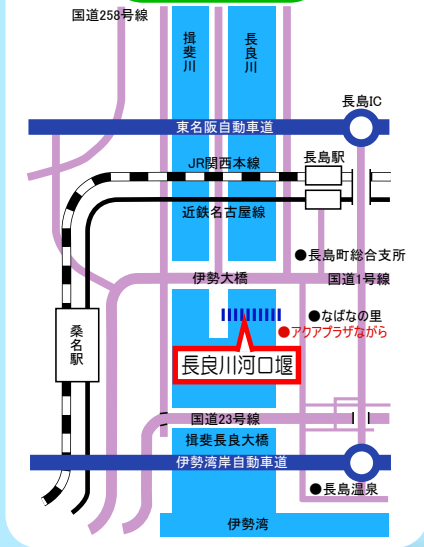 国道258号線
揖斐川
長良川
長島IC
東名阪自動車道
JR関西本線
長島駅
近鉄名古屋線
●長島町総合支所
伊勢大橋
国道1号線
●なばなの里
●アクアプラザながら
桑名駅
長良川河口堰
国道23号線
揖斐長良大橋
伊勢湾岸自動車道
●長島温泉
伊勢湾